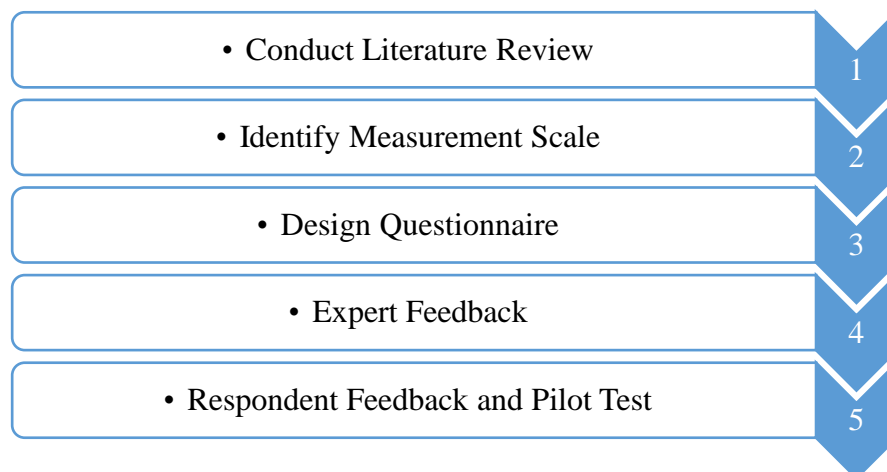 • Conduct Literature Review
1
• Identify Measurement Scale
2
• Design Questionnaire
3
• Expert Feedback
4
• Respondent Feedback and Pilot Test
5